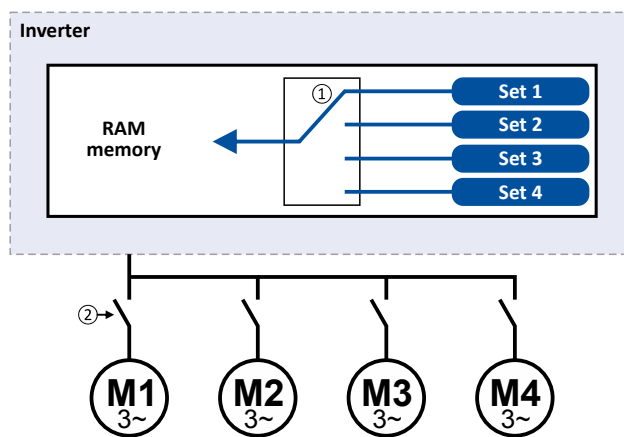 Inverter
①
Set 1
RAM
memory
Set 2
Set 3
Set 4
②
M1
3~
M2
3~
M3
3~
M4
3~